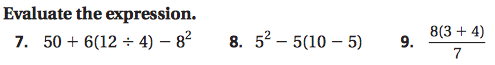 Evaluate the expression.
7. 50 + 6(12 ÷ 4) − 8² 8. 5² − 5(10 − 5) 9. 8(3 + 4)
7